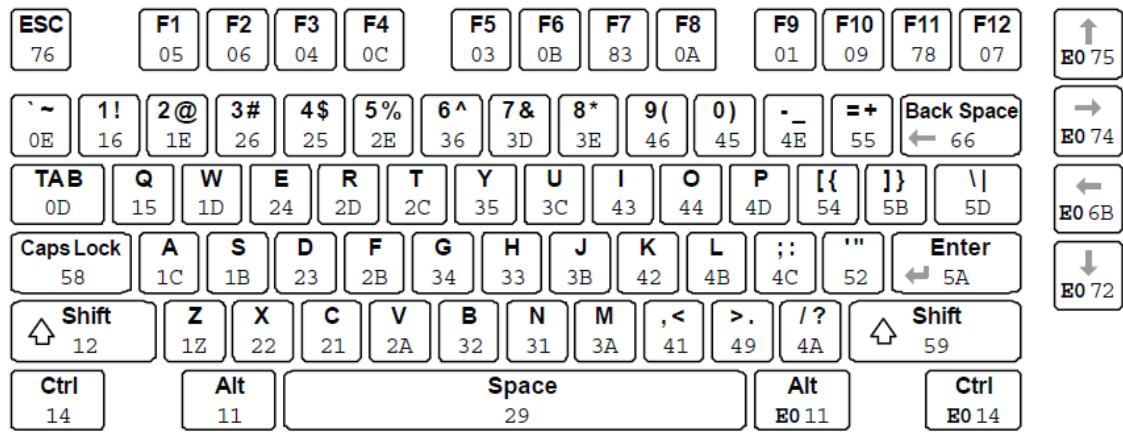 ESC F1 F2 F3 F4 F5 F6 F7 F8 F9 F10 F11 F12
76 05 06 04 0C 03 0B 83 0A 01 09 78 07 E0 75
` ~ 1 ! 2 @ 3 # 4 $ 5 % 6 ^ 7 & 8 * 9 ( 0 ) - _ = + Back Space
0E 16 1E 26 25 2E 36 3D 3E 46 45 4E 55 66 E0 74
TAB Q W E R T Y U I O P [ { ] } \ |
0D 15 1D 24 2D 2C 35 3C 43 44 4D 54 5B 5D E0 6B
Caps Lock A S D F G H J K L ; : ' " Enter
58 1C 1B 23 2B 34 33 3B 42 4B 4C 52 5A E0 72
Shift Z X C V B N M , < > . / ? Shift
12 1Z 22 21 2A 32 31 3A 41 49 4A 59
Ctrl Alt Space Alt Ctrl
14 11 29 E0 11 E0 14